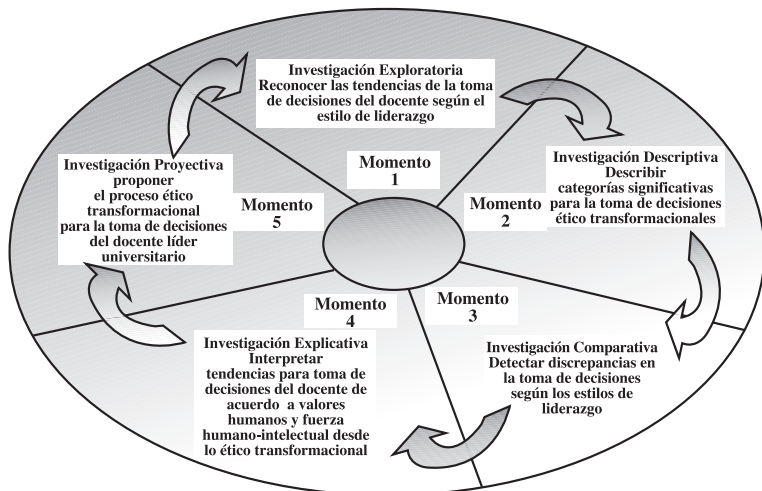 Investigación Exploratoria
Reconocer las tendencias de la toma
de decisiones del docente según el
estilo de liderazgo
Momento
1
Investigación Descriptiva
Describir
categorías significativas
para la toma de decisiones
ético transformacionales
Momento
2
Investigación Comparativa
Detectar discrepancias en
la toma de decisiones
según los estilos de
liderazgo
Momento
3
Investigación Explicativa
Interpretar
tendencias para toma de
decisiones del docente de
acuerdo a valores
humanos y fuerza
humano-intelectual desde
lo ético transformacional
Momento
4
Investigación Proyectiva
proponer
el proceso ético
transformacional
para la toma de decisiones
del docente líder
universitario
Momento
5